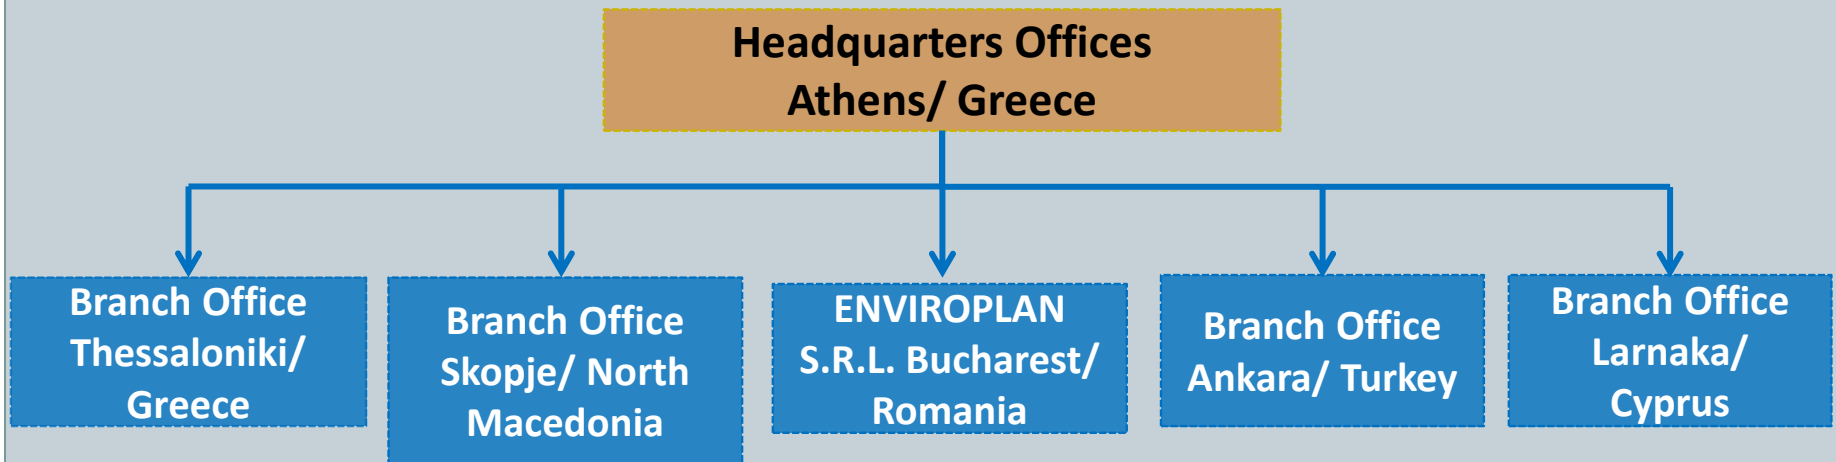 Headquarters Offices
Athens/ Greece
Branch Office
Thessaloniki/
Greece
Branch Office
Skopje/ North
Macedonia
ENVIROPLAN
S.R.L. Bucharest/
Romania
Branch Office
Ankara/ Turkey
Branch Office
Larnaka/
Cyprus